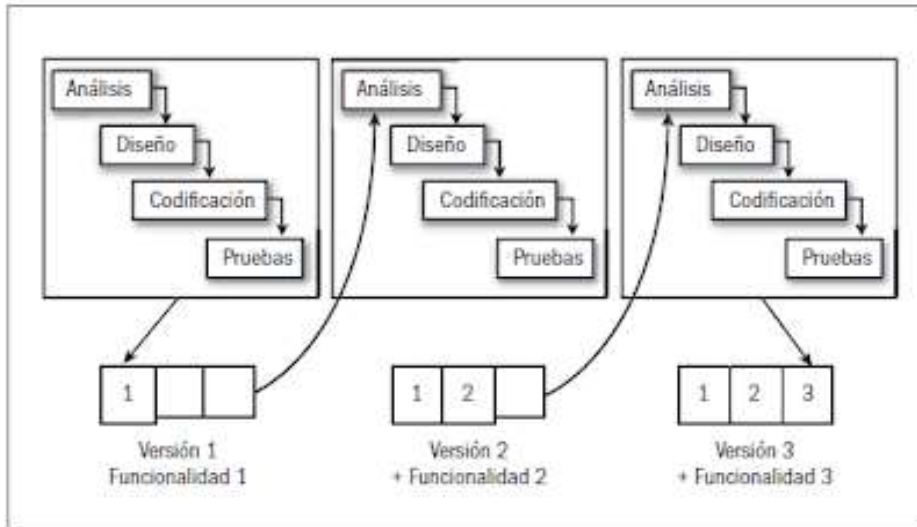 Análisis
Diseño
Codificación
Pruebas
Análisis
Diseño
Codificación
Pruebas
Análisis
Diseño
Codificación
Pruebas
1
Versión 1
Funcionalidad 1
1 2
Versión 2
+ Funcionalidad 2
1 2 3
Versión 3
+ Funcionalidad 3